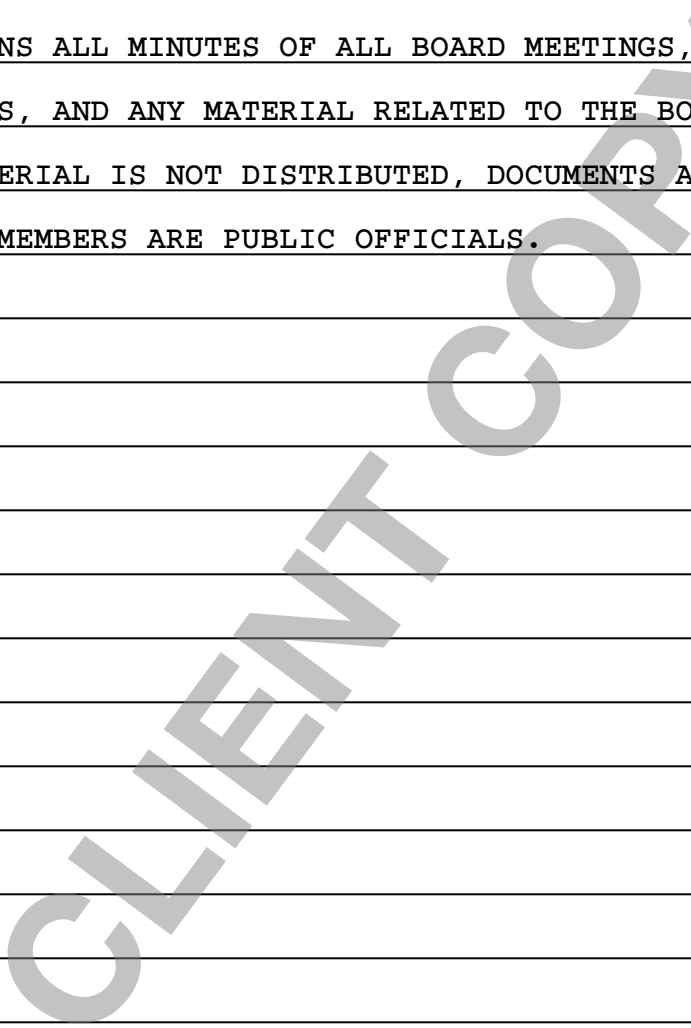 NS ALL MINUTES OF ALL BOARD MEETINGS,
S, AND ANY MATERIAL RELATED TO THE BO
ERIAL IS NOT DISTRIBUTED, DOCUMENTS A
MEMBERS ARE PUBLIC OFFICIALS.
CLIENT COPY